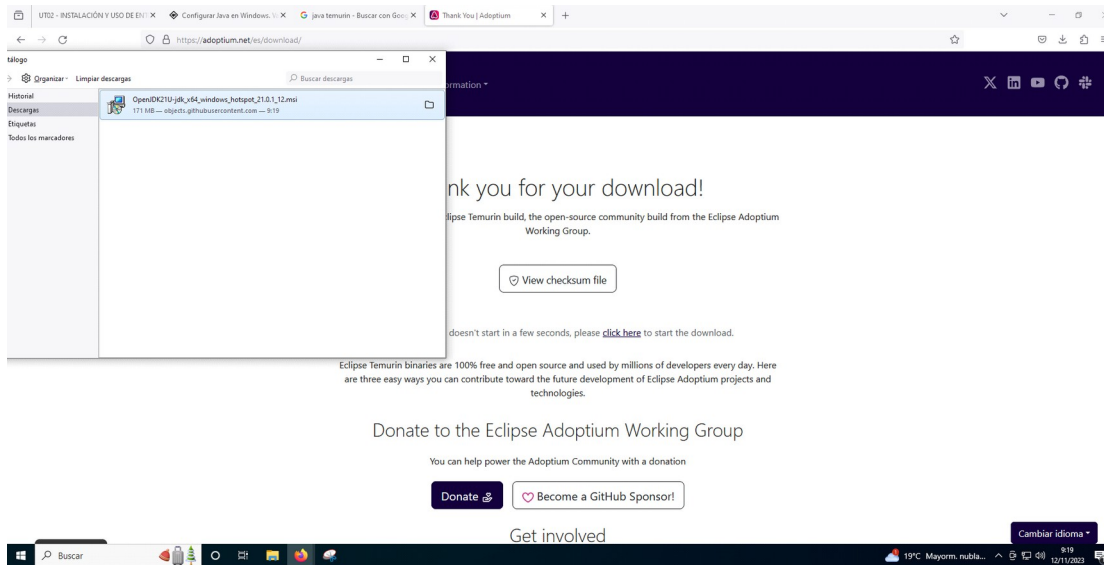 UT02 - INSTALACIÓN Y USO DE EN
Configurar Java en Windows. V
java temurin - Buscar con Goog
Thank You | Adoptium
https://adoptium.net/es/download/
tálogo
Organizar
Limpiar descargas
Buscar descargas
Historial
Descargas
Etiquetas
Todos los marcadores
OpenJDK21U-jdk_x64_windows_hotspot_21.0.1_12.msi
171 MB — objects.githubusercontent.com — 9:19
ormation
nk you for your download!
lipse Temurin build, the open-source community build from the Eclipse Adoptium
Working Group.
View checksum file
doesn't start in a few seconds, please click here to start the download.
Eclipse Temurin binaries are 100% free and open source and used by millions of developers every day. Here
are three easy ways you can contribute toward the future development of Eclipse Adoptium projects and
technologies.
Donate to the Eclipse Adoptium Working Group
You can help power the Adoptium Community with a donation
Donate
Become a GitHub Sponsor!
Get involved
Cambiar idioma
Buscar
19°C Mayorm. nubla...
9:19
12/11/2023